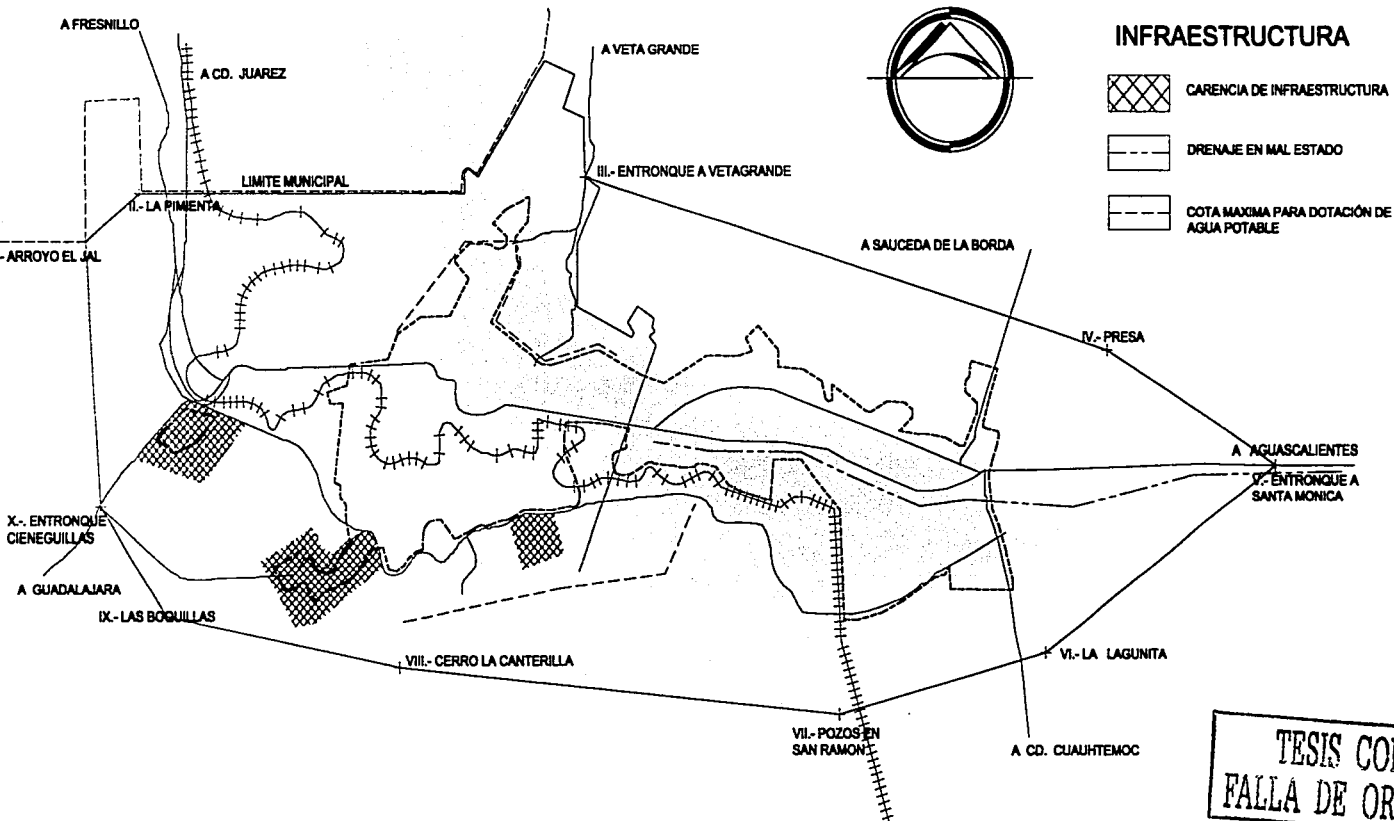 A FRESNILLO
A CD. JUAREZ
A VETA GRANDE
INFRAESTRUCTURA
CARENCIA DE INFRAESTRUCTURA
DRENAJE EN MAL ESTADO
COTA MAXIMA PARA DOTACIÓN DE
AGUA POTABLE
LIMITE MUNICIPAL
III.- ENTRONQUE A VETAGRANDE
II.- LA PIMIENTA
.- ARROYO EL JAL
A SAUCEDA DE LA BORDA
IV.- PRESA
A AGUASCALIENTES
V.- ENTRONQUE A
SANTA MONICA
X.-. ENTRONQUE
CIENEGUILLAS
A GUADALAJARA
IX.- LAS BOQUILLAS
VIII.- CERRO LA CANTERILLA
VI.- LA LAGUNITA
VII.- POZOS EN
SAN RAMON
A CD. CUAUHTEMOC
TESIS CO
FALLA DE OR